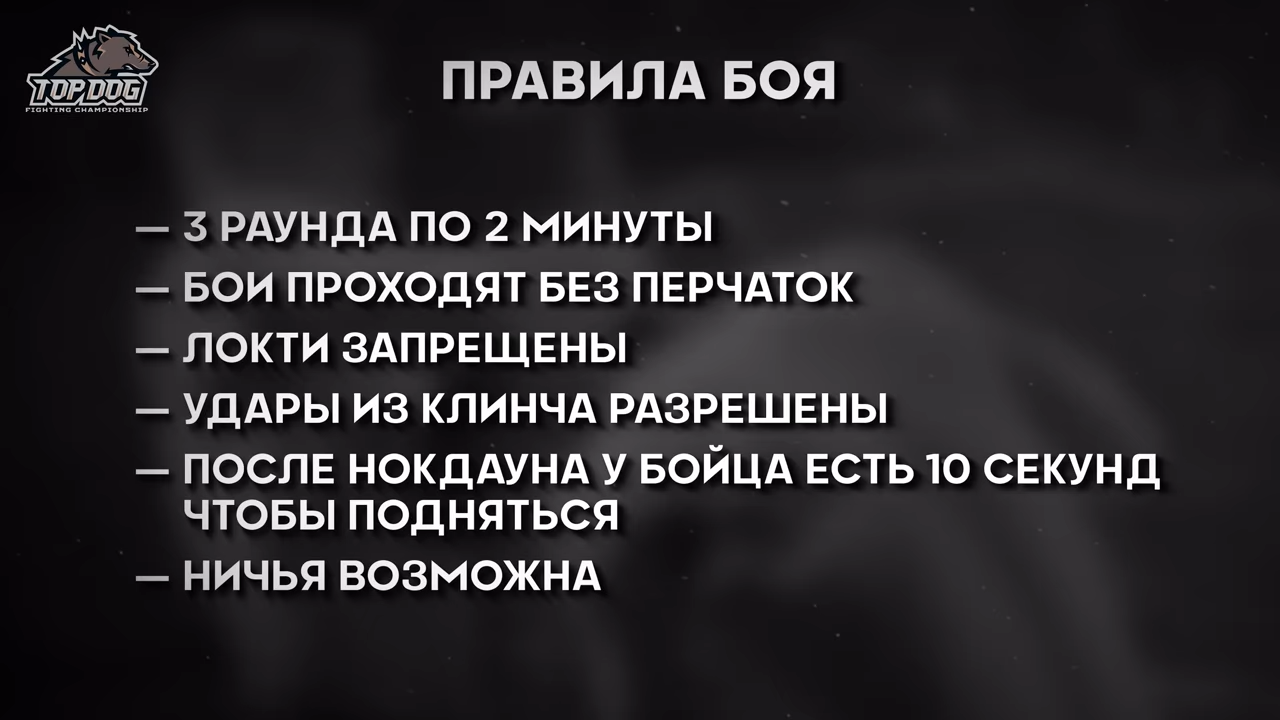 TOP DOG
FIGHTING CHAMPIONSHIP
ПРАВИЛА БОЯ
— 3 РАУНДА ПО 2 МИНУТЫ
— БОИ ПРОХОДЯТ БЕЗ ПЕРЧАТОК
— ЛОКТИ ЗАПРЕЩЕНЫ
— УДАРЫ ИЗ КЛИНЧА РАЗРЕШЕНЫ
— ПОСЛЕ НОКДАУНА У БОЙЦА ЕСТЬ 10 СЕКУНД
ЧТОБЫ ПОДНЯТЬСЯ
— НИЧЬЯ ВОЗМОЖНА